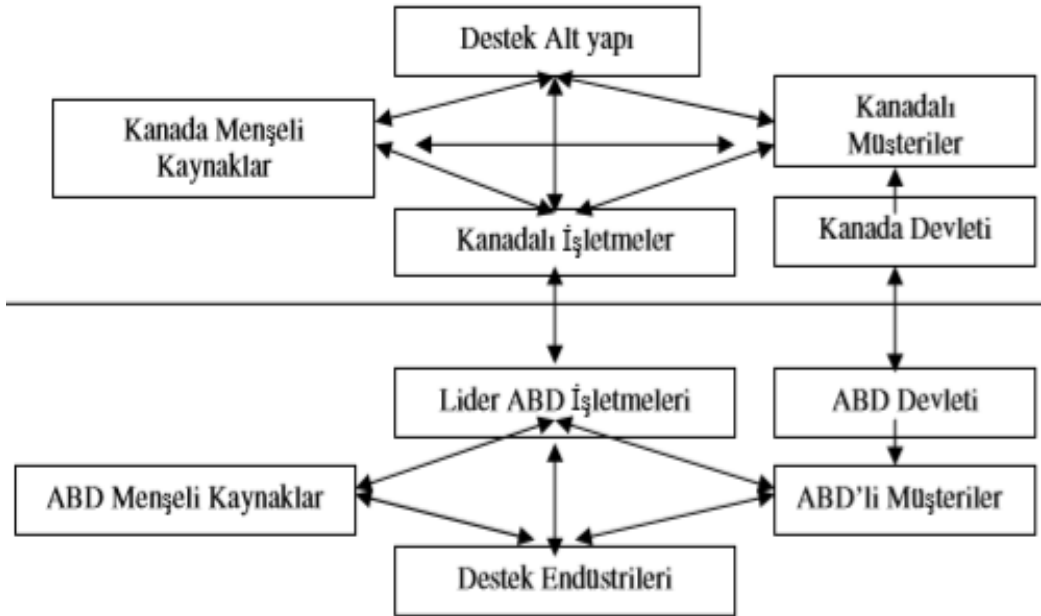 Destek Alt yapı
Kanada Menşeli
Kaynaklar
Kanadalı
Müşteriler
Kanadalı İşletmeler
Kanada Devleti
Lider ABD İşletmeleri
ABD Devleti
ABD Menşeli Kaynaklar
ABD’li Müşteriler
Destek Endüstrileri